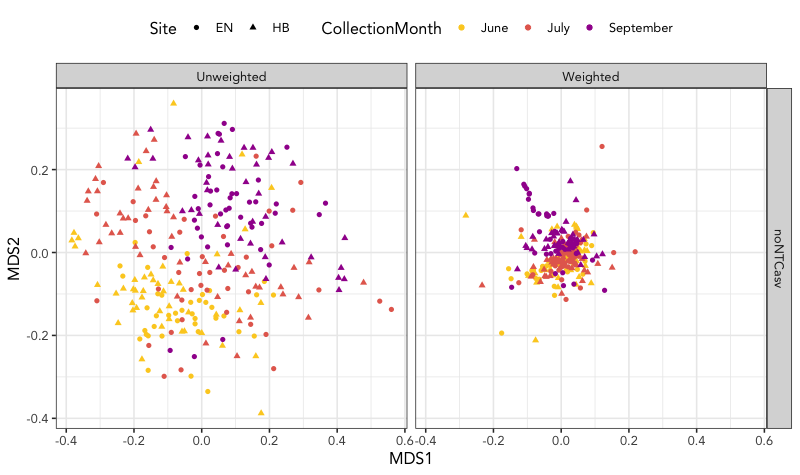 Site EN HB CollectionMonth June July September
Unweighted Weighted
noNTCasv
MDS2
0.2
0.0
-0.2
-0.4
-0.4 -0.2 0.0 0.2 0.4 0.6 -0.4 -0.2 0.0 0.2 0.4 0.6
MDS1